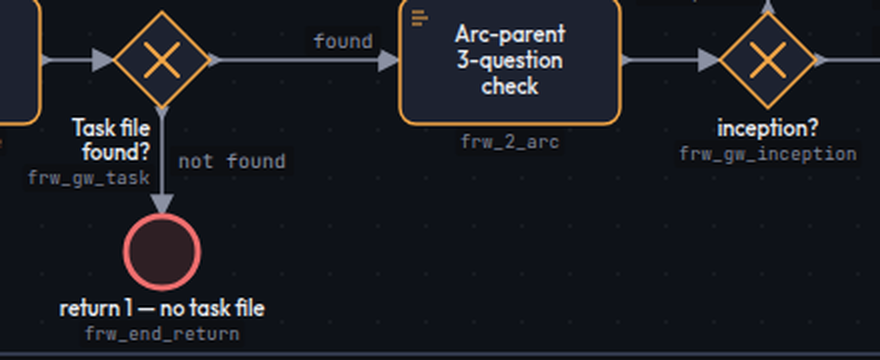 found
Arc-parent
3-question
check
frw_2_arc
Task file
found?
frw_gw_task
not found
inception?
frw_gw_inception
return 1 — no task file
frw_end_return